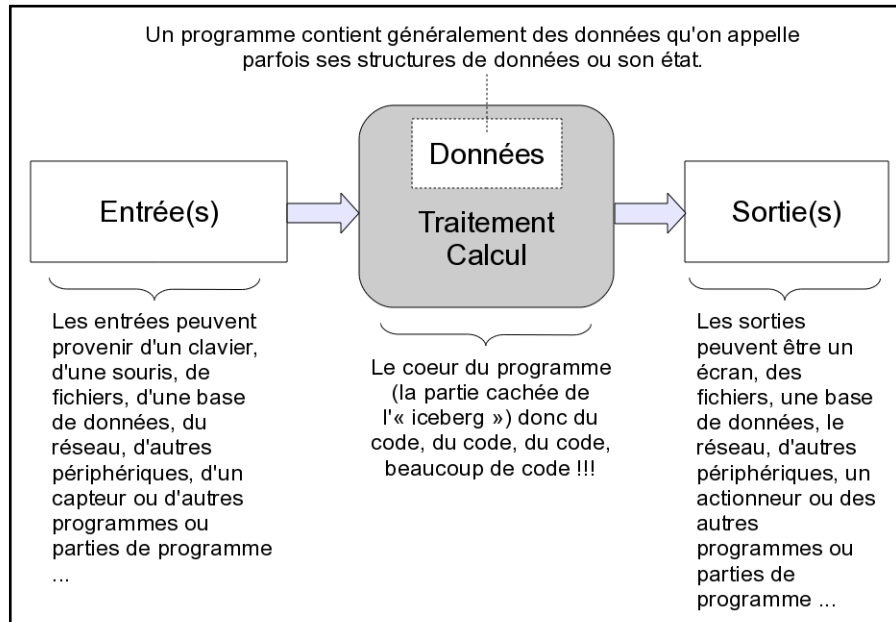 Un programme contient généralement des données qu'on appelle
parfois ses structures de données ou son état.
Données
Entrée(s)
Traitement
Calcul
Sortie(s)
Les entrées peuvent
provenir d'un clavier,
d'une souris, de
fichiers, d'une base
de données, du
réseau, d'autres
périphériques, d'un
capteur ou d'autres
programmes ou
parties de programme
...
Le coeur du programme
(la partie cachée de
l'« iceberg ») donc du
code, du code, du code,
beaucoup de code !!!
Les sorties
peuvent être un
écran, des
fichiers, une base
de données, le
réseau, d'autres
périphériques, un
actionneur ou des
autres
programmes ou
parties de
programme ...